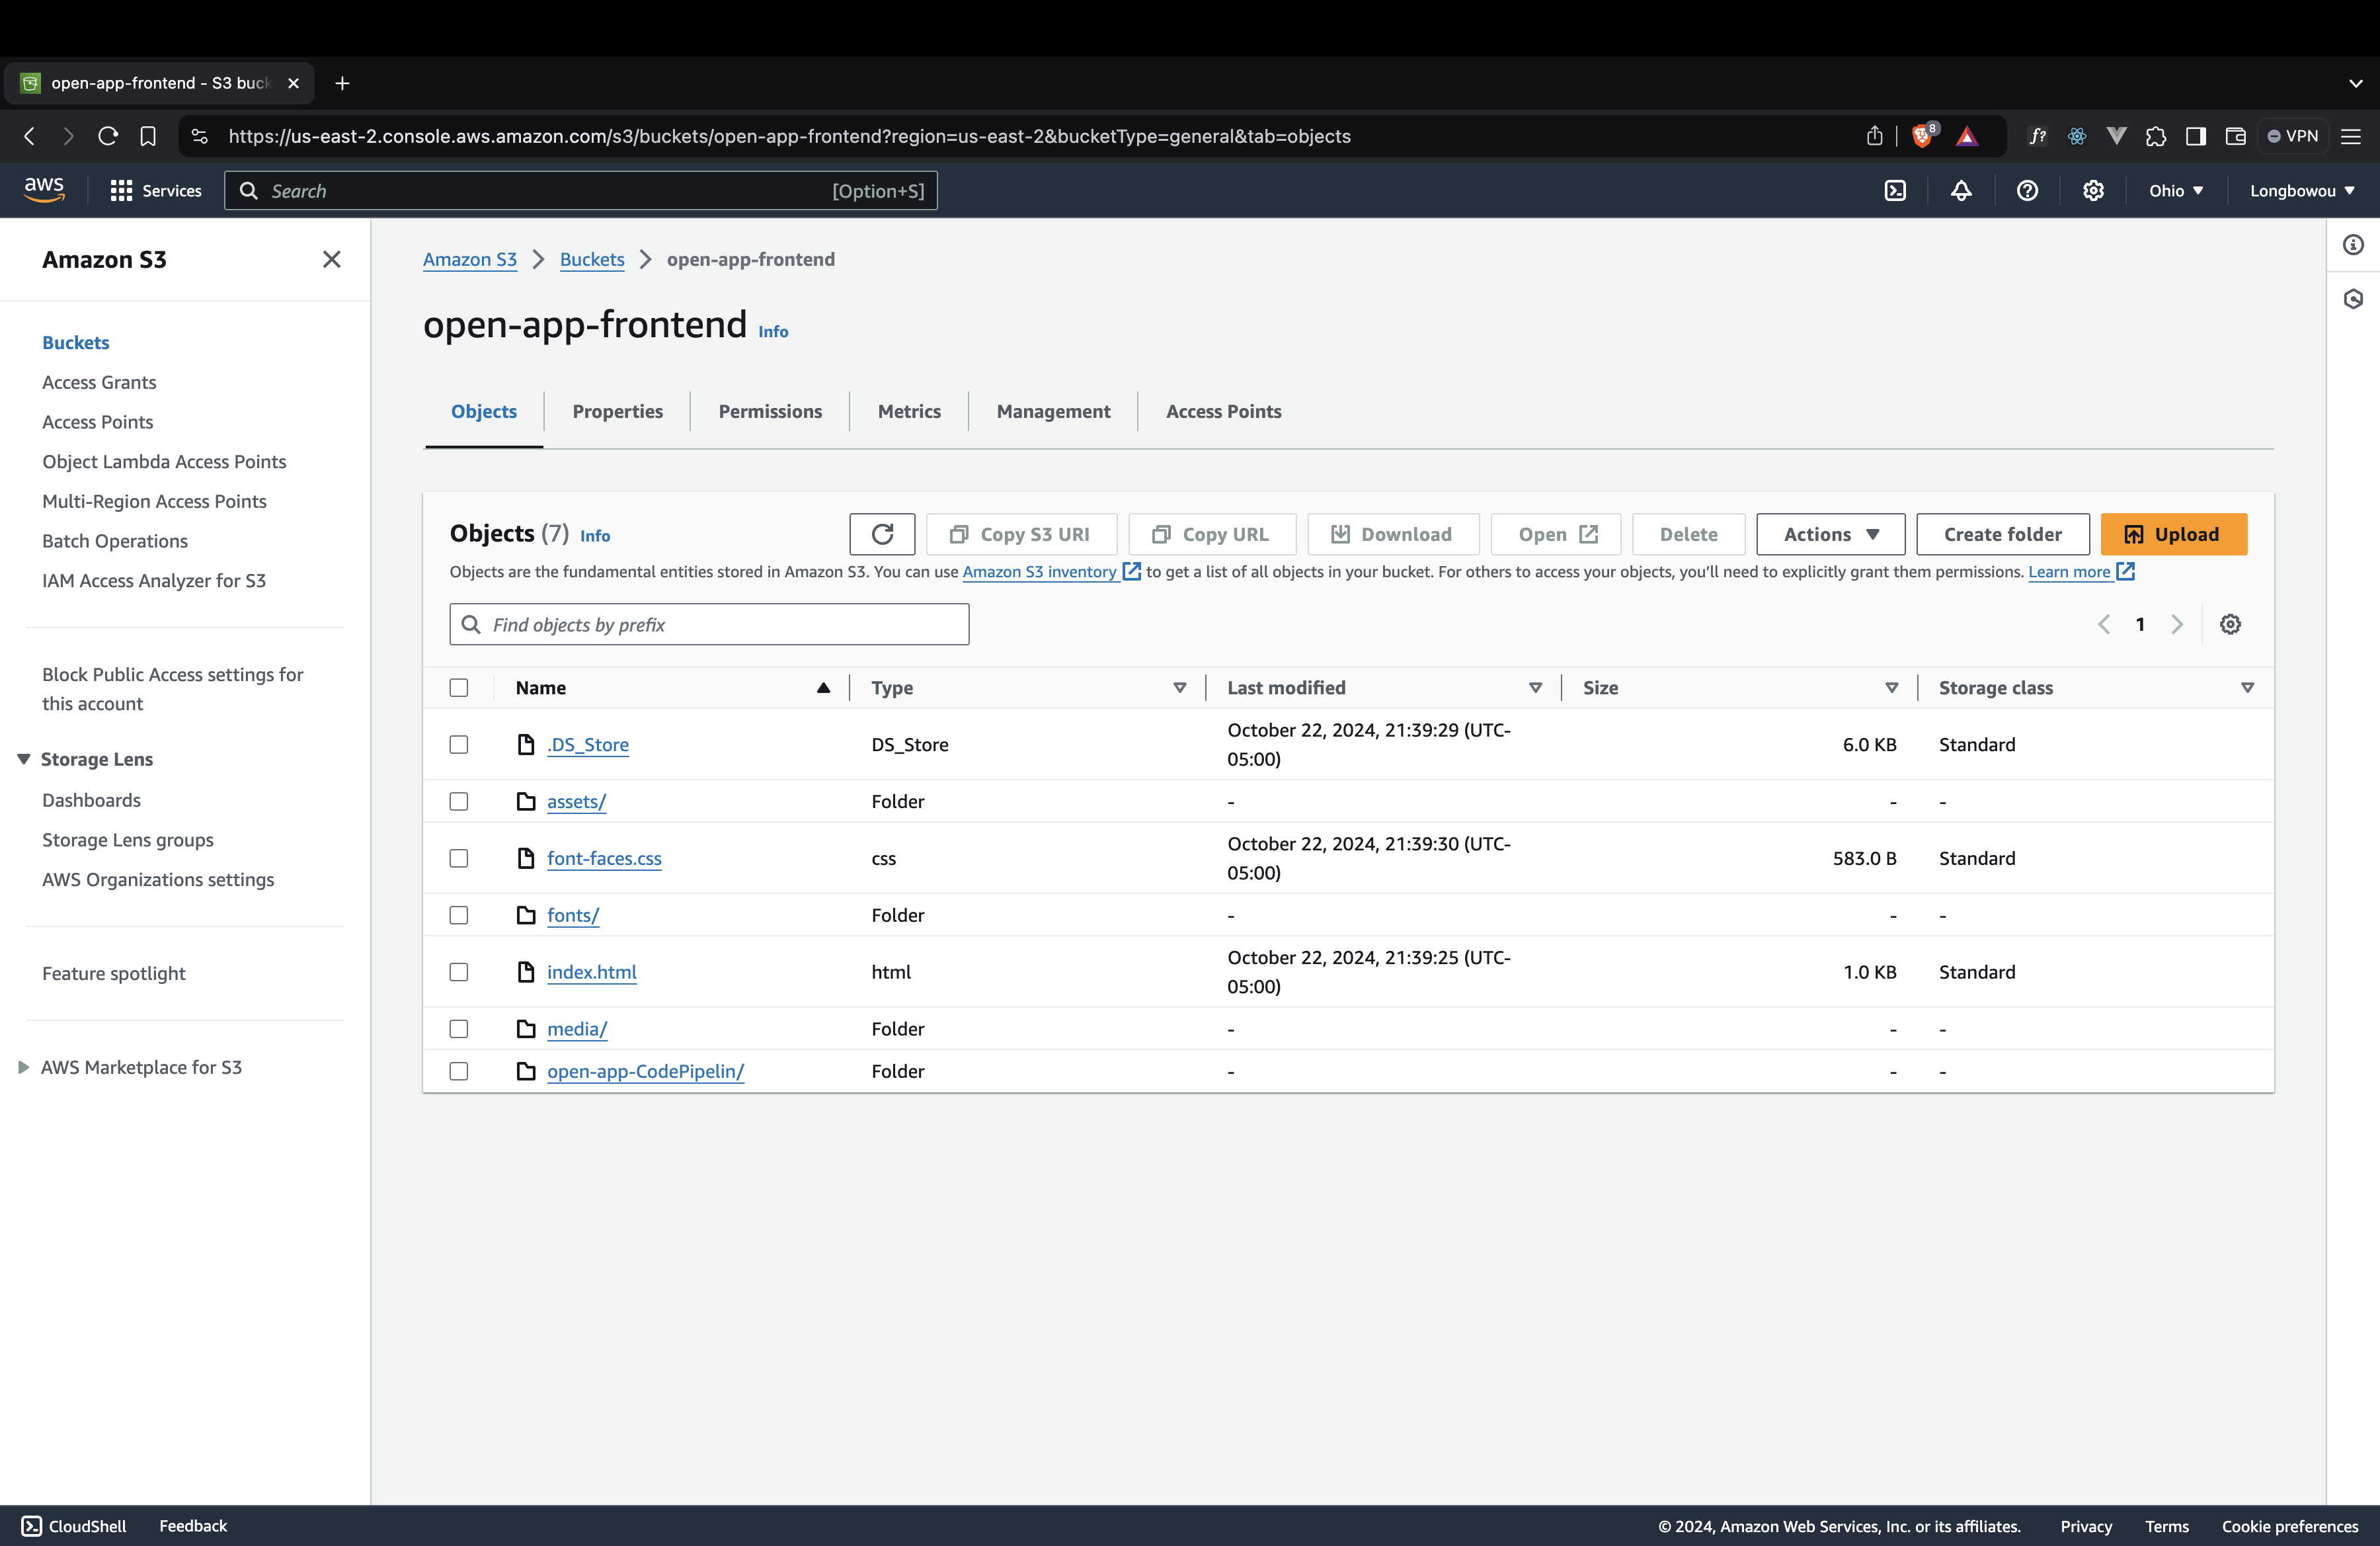 open-app-frontend - S3 buck
https://us-east-2.console.aws.amazon.com/s3/buckets/open-app-frontend?region=us-east-2&bucketType=general&tab=objects
8
f?
VPN
aws
Services
Search
[Option+S]
Ohio
Longbowou
Amazon S3
Buckets
Access Grants
Access Points
Object Lambda Access Points
Multi-Region Access Points
Batch Operations
IAM Access Analyzer for S3
Block Public Access settings for
this account
Storage Lens
Dashboards
Storage Lens groups
AWS Organizations settings
Feature spotlight
AWS Marketplace for S3
Amazon S3 Buckets open-app-frontend
open-app-frontend Info
Objects Properties Permissions Metrics Management Access Points
Objects (7) Info
Copy S3 URI Copy URL Download Open Delete Actions Create folder Upload
Objects are the fundamental entities stored in Amazon S3. You can use Amazon S3 inventory to get a list of all objects in your bucket. For others to access your objects, you'll need to explicitly grant them permissions. Learn more
Find objects by prefix
1
Name Type Last modified Size Storage class
.DS_Store DS_Store October 22, 2024, 21:39:29 (UTC-
05:00) 6.0 KB Standard
assets/ Folder - - -
font-faces.css css October 22, 2024, 21:39:30 (UTC-
05:00) 583.0 B Standard
fonts/ Folder - - -
index.html html October 22, 2024, 21:39:25 (UTC-
05:00) 1.0 KB Standard
media/ Folder - - -
open-app-CodePipelin/ Folder - - -
CloudShell Feedback
© 2024, Amazon Web Services, Inc. or its affiliates. Privacy Terms Cookie preferences